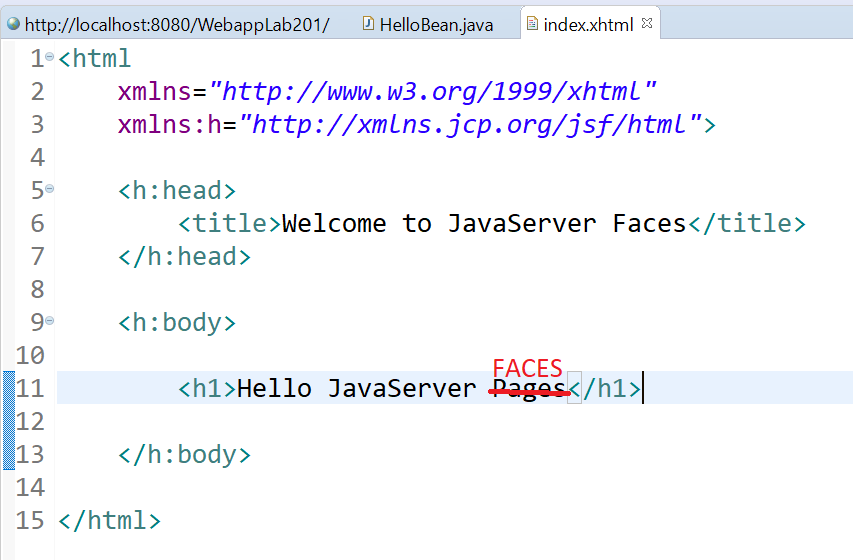 http://localhost:8080/WebappLab201/ HelloBean.java index.xhtml
1 <html
2 xmlns="http://www.w3.org/1999/xhtml"
3 xmlns:h="http://xmlns.jcp.org/jsf/html">
4
5 <h:head>
6 <title>Welcome to JavaServer Faces</title>
7 </h:head>
8
9 <h:body>
10
FACES
11 <h1>Hello JavaServer Pages</h1>
12
13 </h:body>
14
15 </html>